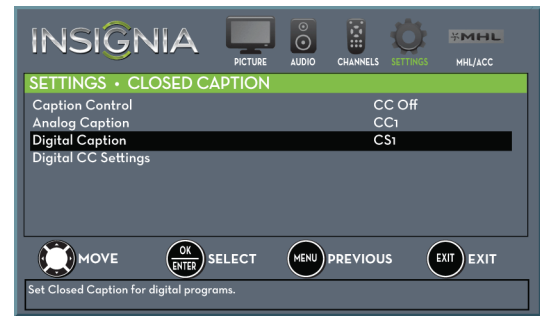 INSIGNIA
PICTURE AUDIO CHANNELS SETTINGS MHL MHL/ACC
SETTINGS • CLOSED CAPTION
Caption Control CC Off
Analog Caption CC1
Digital Caption CS1
Digital CC Settings
MOVE OK ENTER SELECT MENU PREVIOUS EXIT EXIT
Set Closed Caption for digital programs.